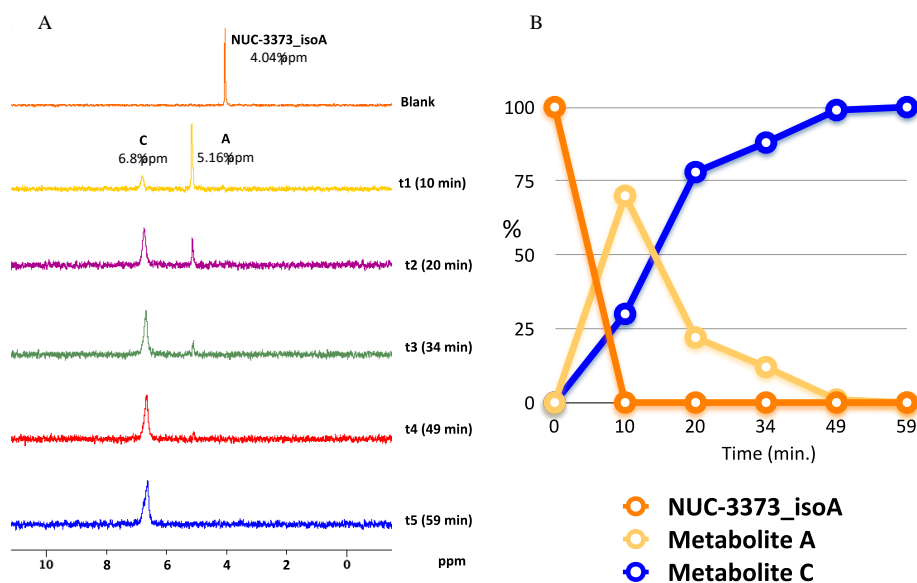 A
NUC-3373_isoA
4.04 ppm
Blank
C
6.8 ppm
A
5.16 ppm
t1 (10 min)
t2 (20 min)
t3 (34 min)
t4 (49 min)
t5 (59 min)
10
8
6
4
2
0
ppm
B
100
75
50
25
0
%
0
10
20
34
49
59
Time (min.)
NUC-3373_isoA
Metabolite A
Metabolite C